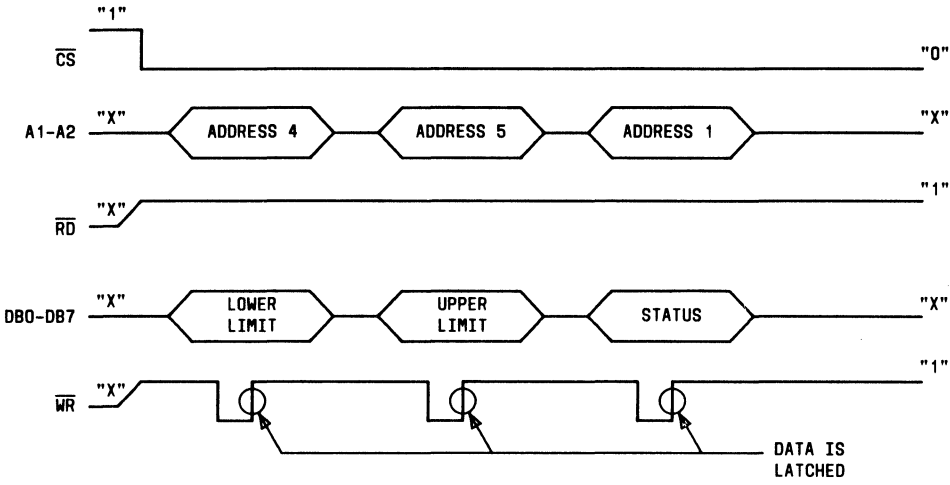 "1"
CS
"0"
A1-A2 "X" ADDRESS 4 ADDRESS 5 ADDRESS 1 "X"
RD "X" "1"
DB0-DB7 "X" LOWER LIMIT UPPER LIMIT STATUS "X"
WR "X" "1"
DATA IS
LATCHED